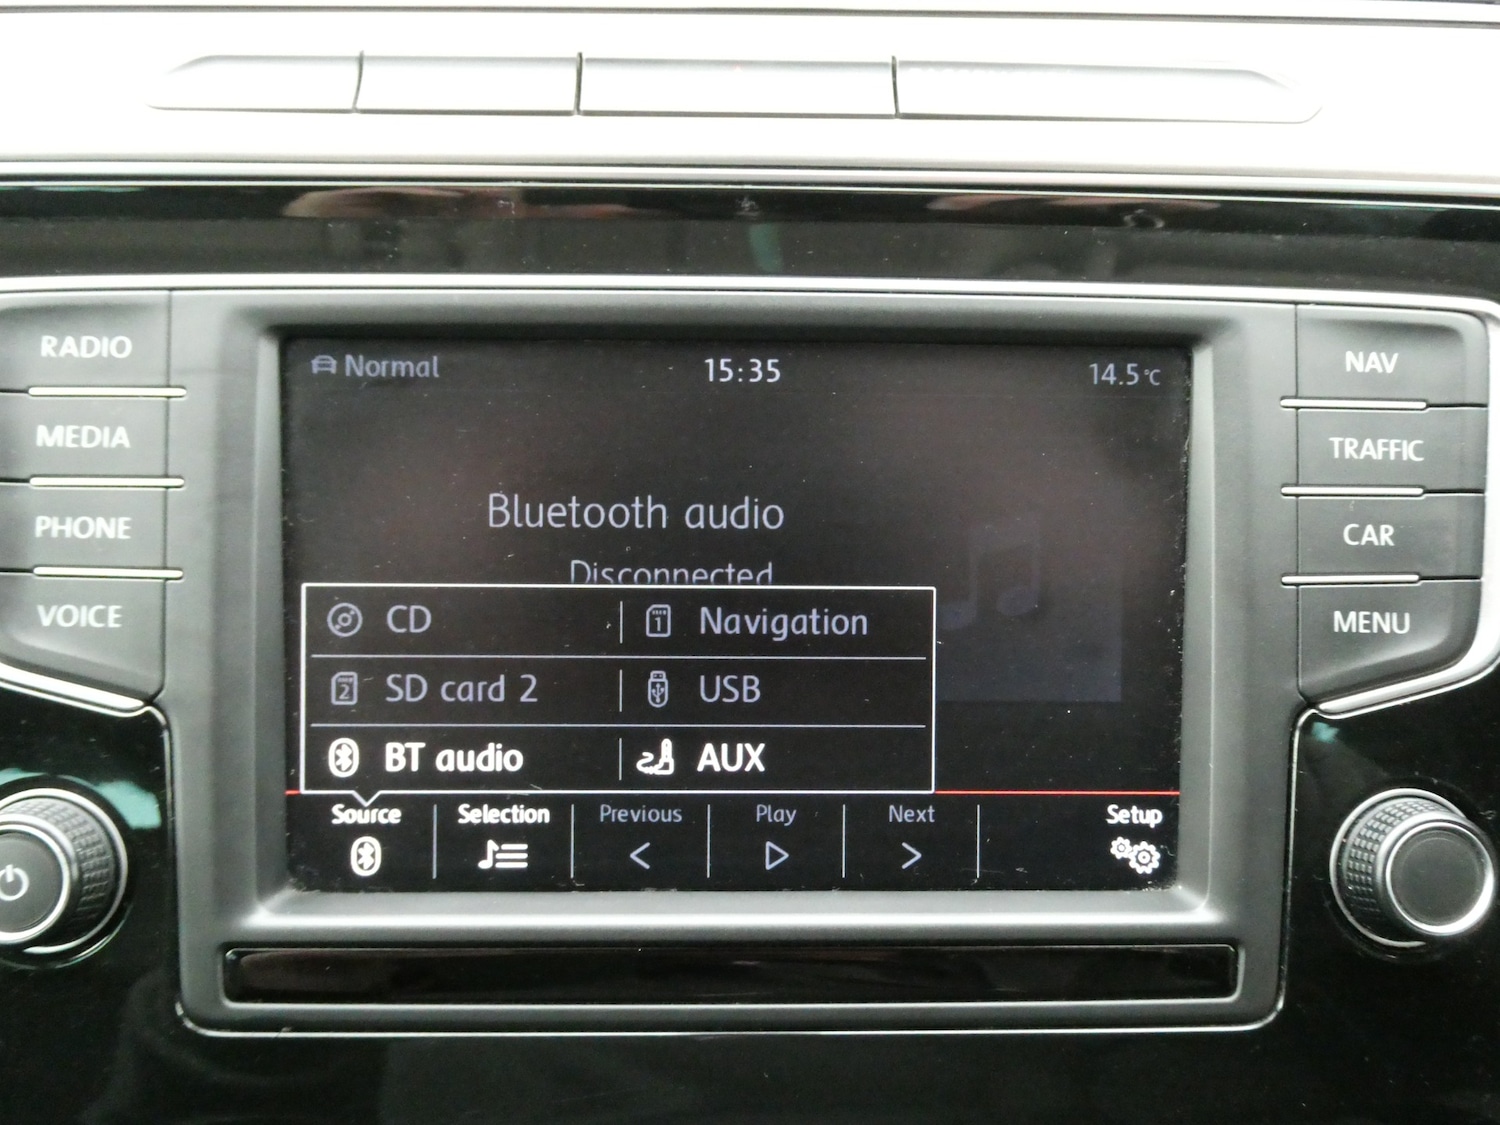 RADIO
MEDIA
PHONE
VOICE
Normal 15:35 14.5°C
Bluetooth audio
Disconnected
CD Navigation
SD card 2 USB
BT audio AUX
Source Selection Previous Play Next Setup
NAV
TRAFFIC
CAR
MENU